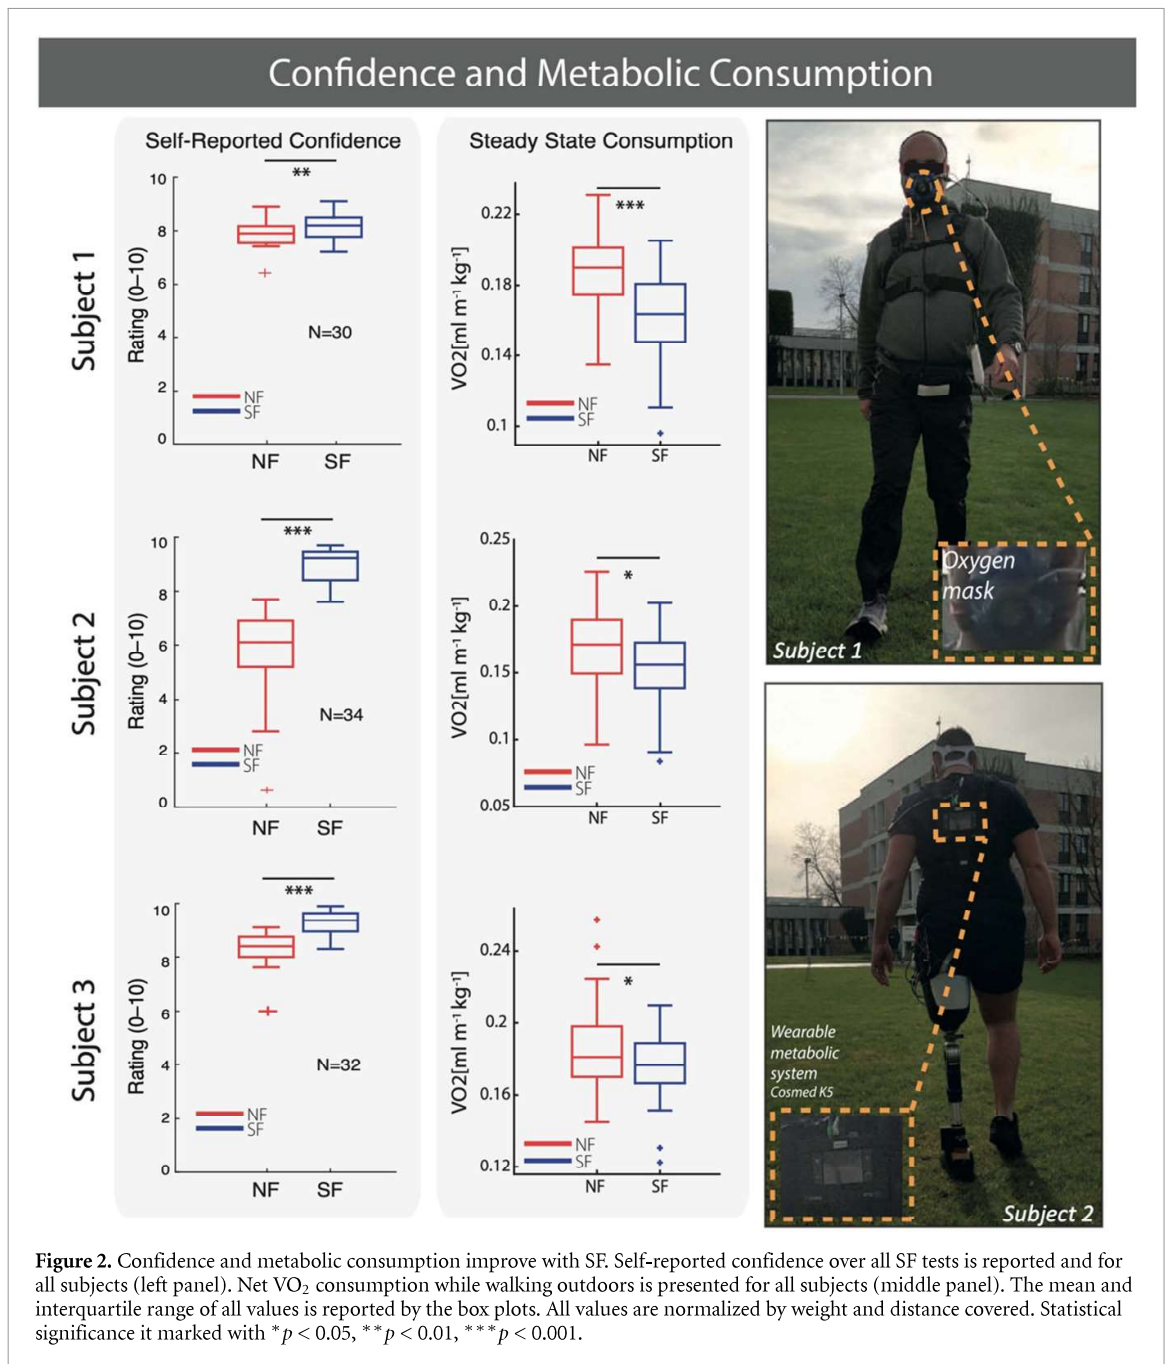 Confidence and Metabolic Consumption
Self-Reported Confidence
Steady State Consumption
Subject 1
Rating (0–10)
**
10
8
6
4
2
0
N=30
NF
SF
NF
SF
VO2[ml m⁻¹ kg⁻¹]
***
0.22
0.18
0.14
0.1
NF
SF
NF
SF
Oxygen
mask
Subject 1
Subject 2
Rating (0–10)
***
10
8
6
4
2
0
N=34
NF
SF
NF
SF
VO2[ml m⁻¹ kg⁻¹]
*
0.25
0.2
0.15
0.1
0.05
NF
SF
NF
SF
Subject 3
Rating (0–10)
***
10
8
6
4
2
0
N=32
NF
SF
NF
SF
VO2[ml m⁻¹ kg⁻¹]
*
0.24
0.2
0.16
0.12
NF
SF
NF
SF
Wearable
metabolic
system
Cosmed K5
Subject 2
Figure 2. Confidence and metabolic consumption improve with SF. Self-reported confidence over all SF tests is reported and for
all subjects (left panel). Net VO₂ consumption while walking outdoors is presented for all subjects (middle panel). The mean and
interquartile range of all values is reported by the box plots. All values are normalized by weight and distance covered. Statistical
significance it marked with *p < 0.05, **p < 0.01, ***p < 0.001.